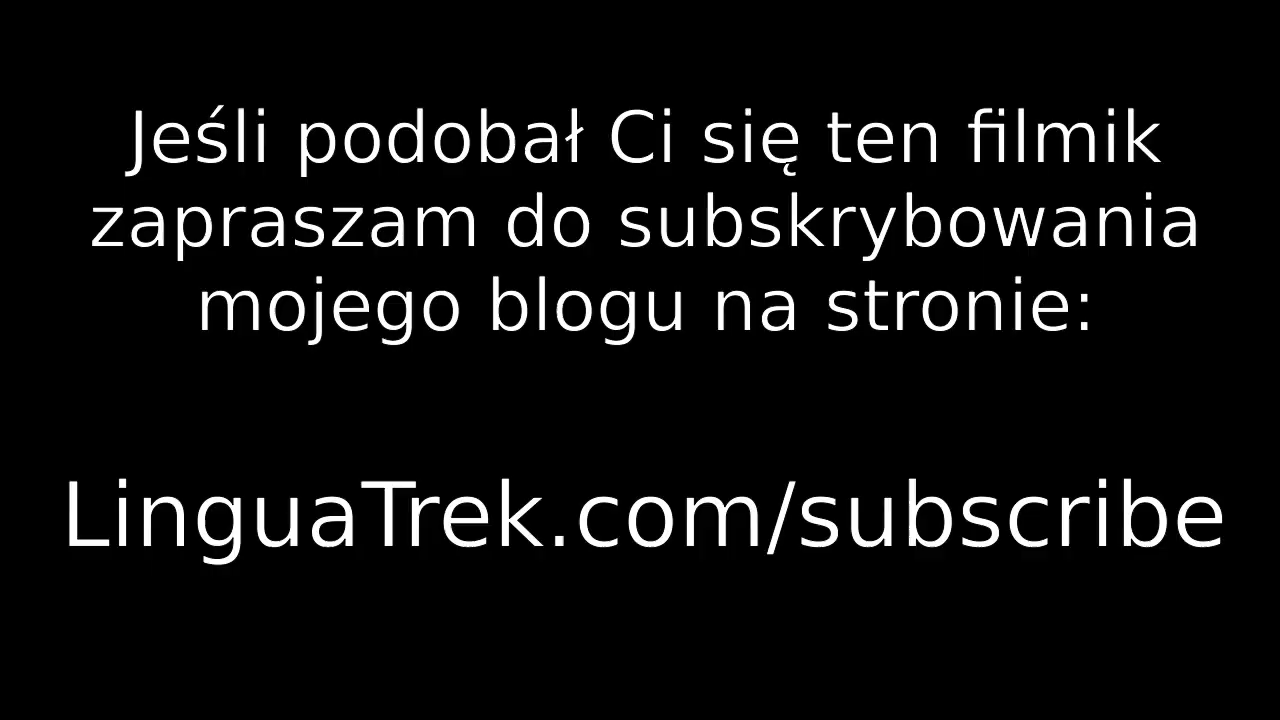 Jeśli podobał Ci się ten filmik
zapraszam do subskrybowania
mojego blogu na stronie:
LinguaTrek.com/subscribe